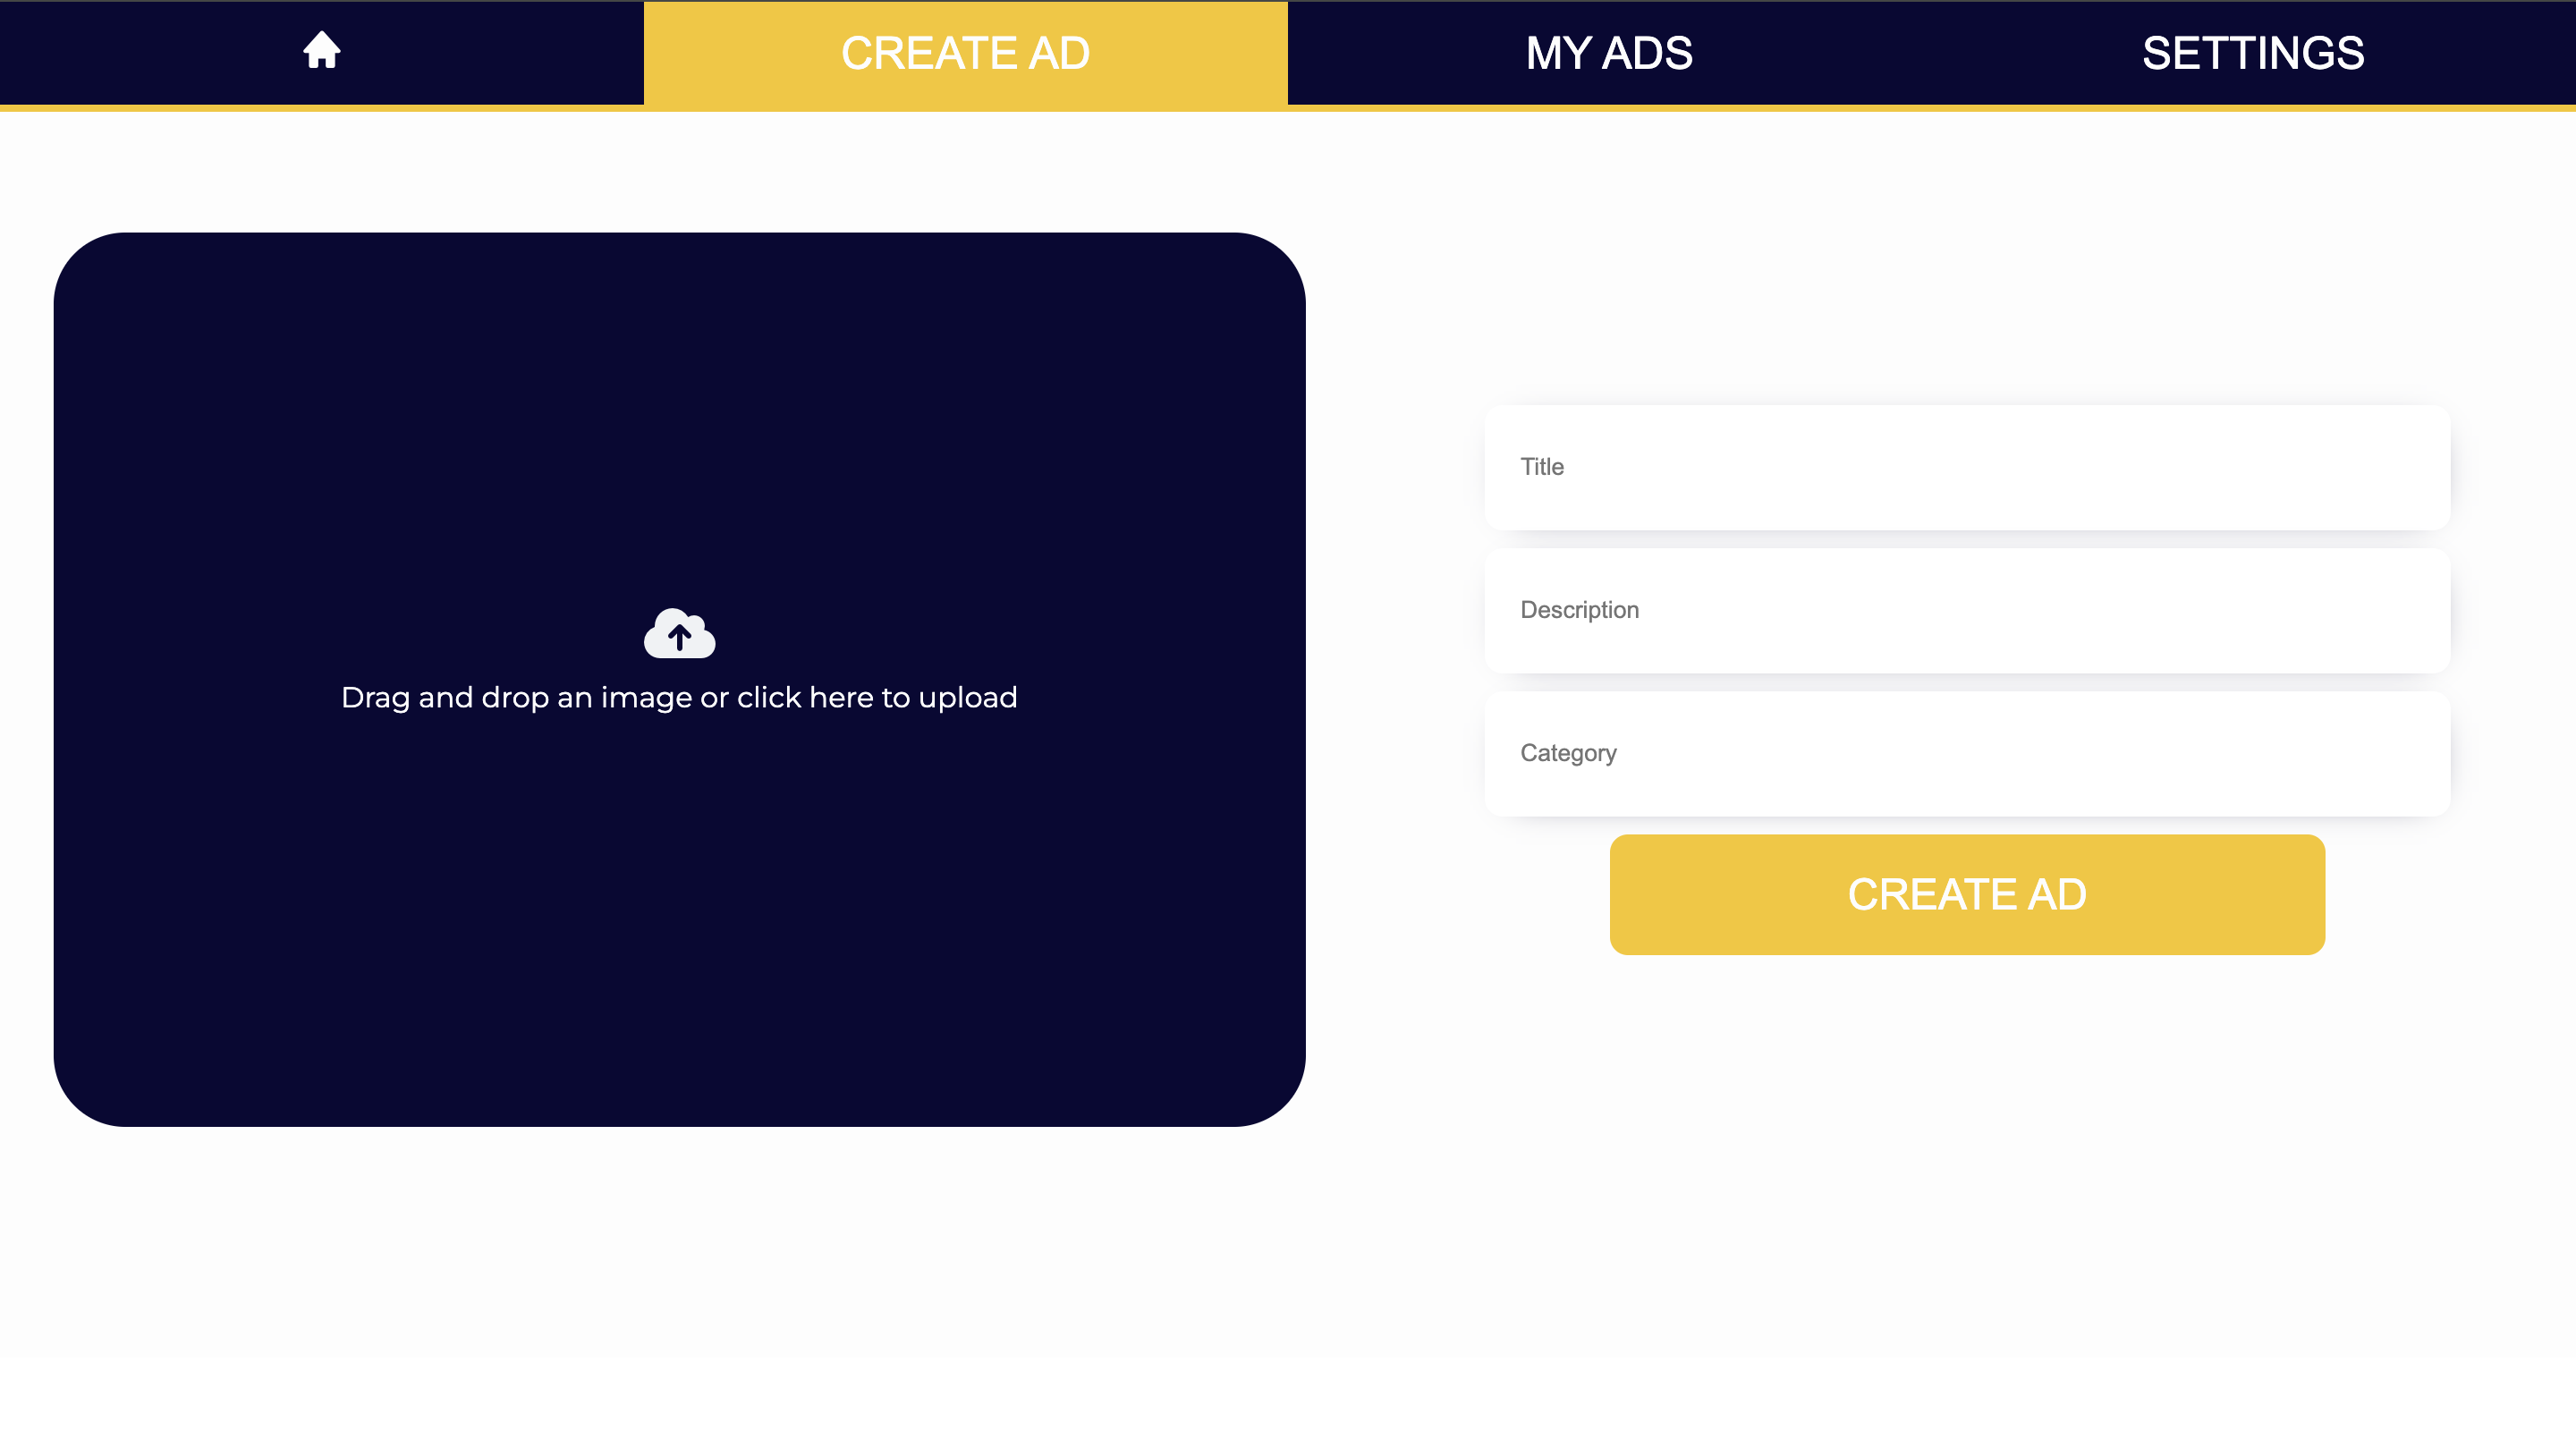 CREATE AD
MY ADS
SETTINGS
Drag and drop an image or click here to upload
Title
Description
Category
CREATE AD